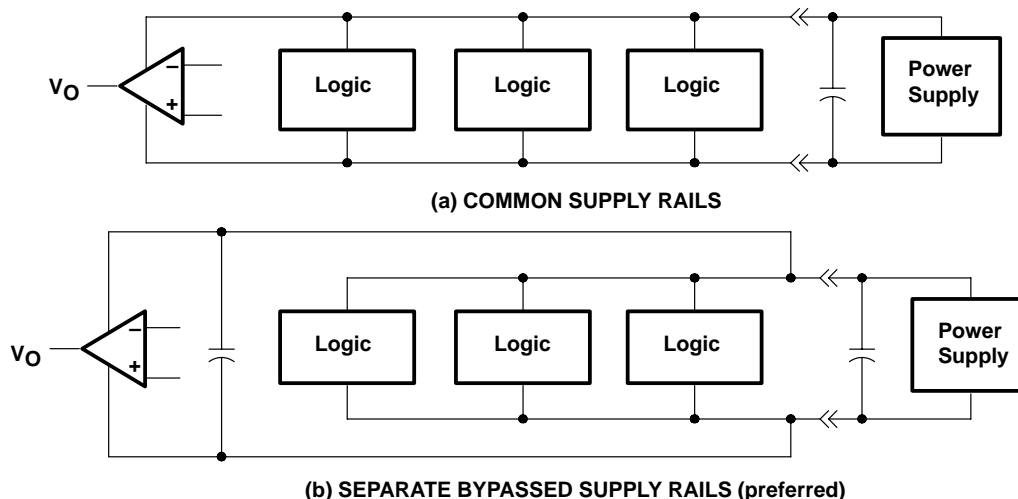 VO
−
+
Logic
Logic
Logic
Power
Supply
(a) COMMON SUPPLY RAILS
VO
−
+
Logic
Logic
Logic
Power
Supply
(b) SEPARATE BYPASSED SUPPLY RAILS (preferred)